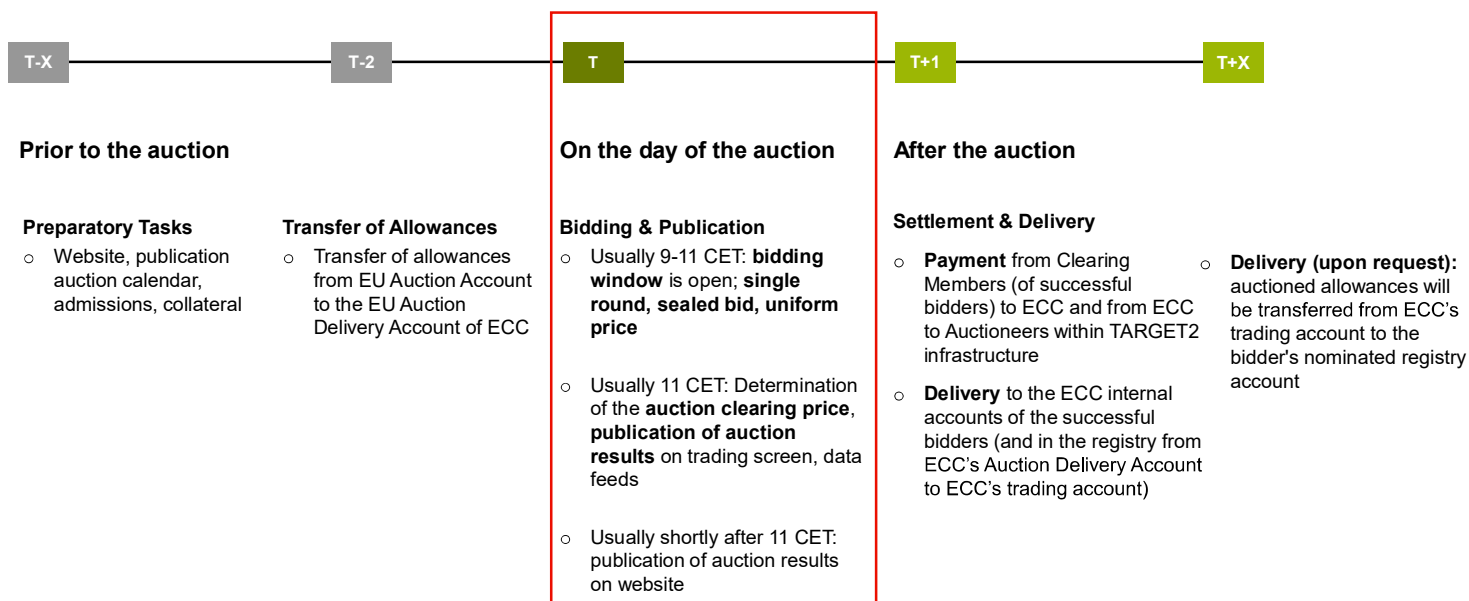 T-X
T-2
T
T+1
T+X
Prior to the auction
On the day of the auction
After the auction
Preparatory Tasks
o Website, publication
auction calendar,
admissions, collateral
Transfer of Allowances
o Transfer of allowances
from EU Auction Account
to the EU Auction
Delivery Account of ECC
Bidding & Publication
o Usually 9-11 CET: bidding
window is open; single
round, sealed bid, uniform
price
o Usually 11 CET: Determination
of the auction clearing price,
publication of auction
results on trading screen, data
feeds
o Usually shortly after 11 CET:
publication of auction results
on website
Settlement & Delivery
o Payment from Clearing
Members (of successful
bidders) to ECC and from ECC
to Auctioneers within TARGET2
infrastructure
o Delivery to the ECC internal
accounts of the successful
bidders (and in the registry from
ECC's Auction Delivery Account
to ECC's trading account)
o Delivery (upon request):
auctioned allowances will
be transferred from ECC's
trading account to the
bidder's nominated registry
account